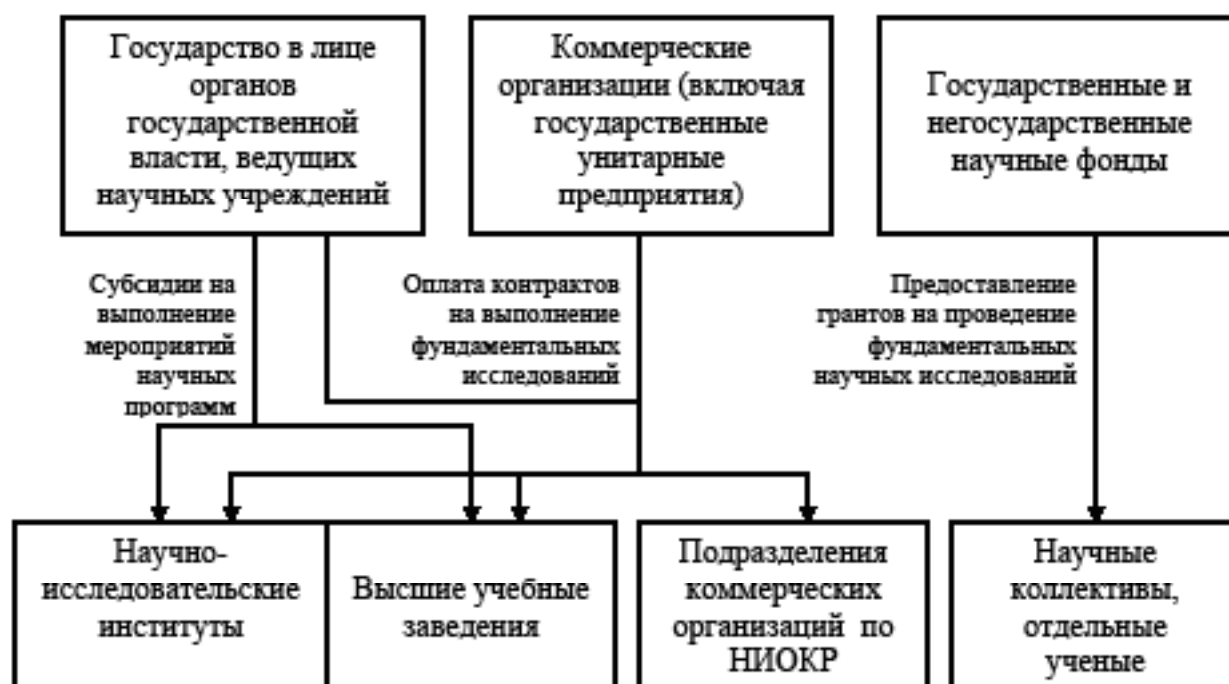 Государство в лице
органов
государственной
власти, ведущих
научных учреждений
Коммерческие
организации (включая
государственные
унитарные
предприятия)
Государственные и
негосударственные
научные фонды
Субсидии на
выполнение
мероприятий
научных
программ
Оплата контрактов
на выполнение
фундаментальных
исследований
Предоставление
грантов на проведение
фундаментальных
научных исследований
Научно-
исследовательские
институты
Высшие учебные
заведения
Подразделения
коммерческих
организаций по
НИОКР
Научные
коллективы,
отдельные
ученые